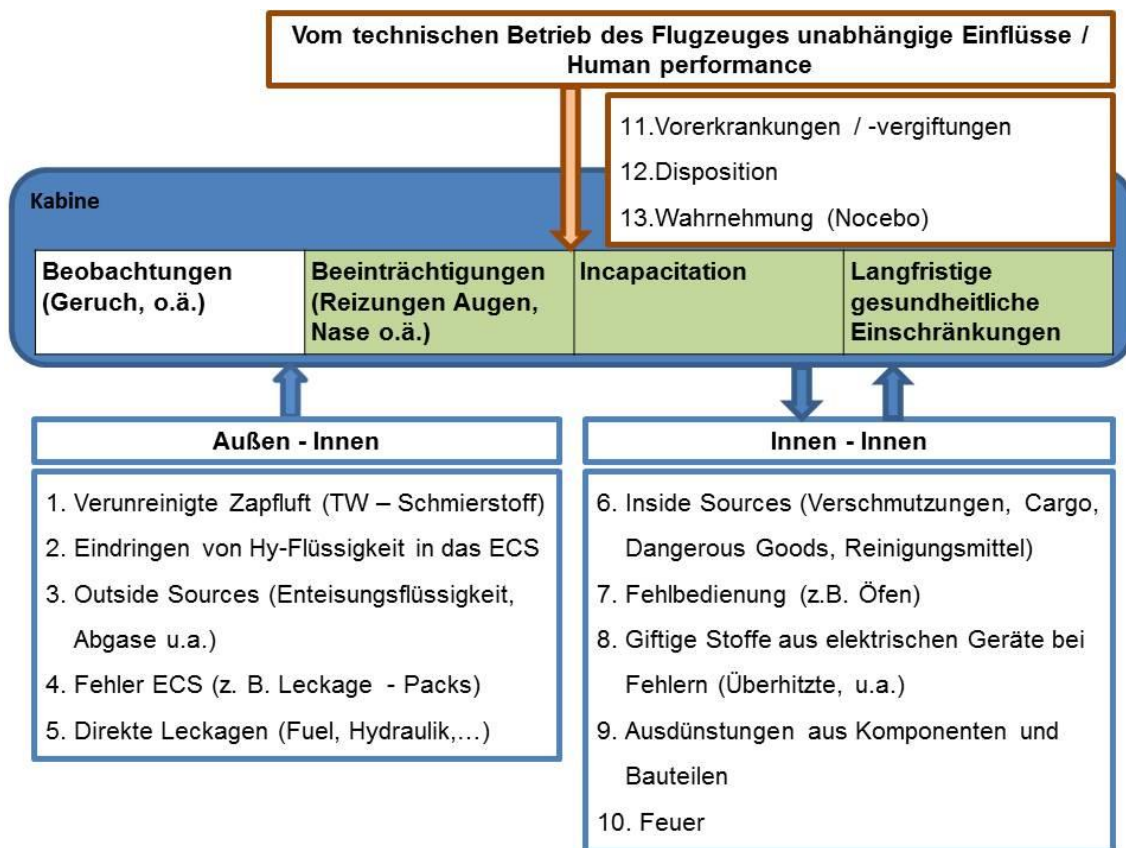 Vom technischen Betrieb des Flugzeuges unabhängige Einflüsse /
Human performance
11.Vorerkrankungen / -vergiftungen
12.Disposition
13.Wahrnehmung (Nocebo)
Kabine
Beobachtungen
(Geruch, o.ä.)
Beeinträchtigungen
(Reizungen Augen,
Nase o.ä.)
Incapacitation
Langfristige
gesundheitliche
Einschränkungen
Außen - Innen
1. Verunreinigte Zapfluft (TW – Schmierstoff)
2. Eindringen von Hy-Flüssigkeit in das ECS
3. Outside Sources (Enteisungsflüssigkeit,
Abgase u.a.)
4. Fehler ECS (z. B. Leckage - Packs)
5. Direkte Leckagen (Fuel, Hydraulik,…)
Innen - Innen
6. Inside Sources (Verschmutzungen, Cargo,
Dangerous Goods, Reinigungsmittel)
7. Fehlbedienung (z.B. Öfen)
8. Giftige Stoffe aus elektrischen Geräte bei
Fehlern (Überhitzte, u.a.)
9. Ausdünstungen aus Komponenten und
Bauteilen
10. Feuer